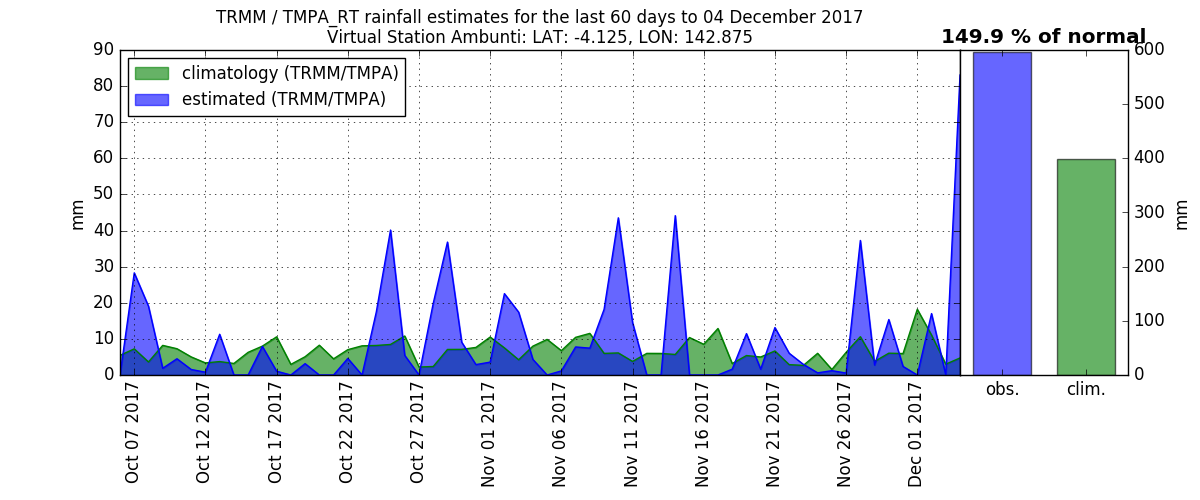 TRMM / TMPA_RT rainfall estimates for the last 60 days to 04 December 2017
Virtual Station Ambunti: LAT: -4.125, LON: 142.875
149.9 % of normal
climatology (TRMM/TMPA)
estimated (TRMM/TMPA)
mm
90
80
70
60
50
40
30
20
10
0
Oct 07 2017
Oct 12 2017
Oct 17 2017
Oct 22 2017
Oct 27 2017
Nov 01 2017
Nov 06 2017
Nov 11 2017
Nov 16 2017
Nov 21 2017
Nov 26 2017
Dec 01 2017
obs.
clim.
600
500
400
300
200
100
0
mm